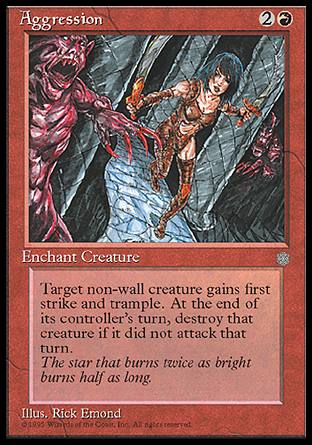 Aggression 2
Enchant Creature
Target non-wall creature gains first
strike and trample. At the end of
its controller's turn, destroy that
creature if it did not attack that
turn.
The star that burns twice as bright
burns half as long.
Illus. Rick Emond
©1995 Wizards of the Coast, Inc. All rights reserved.